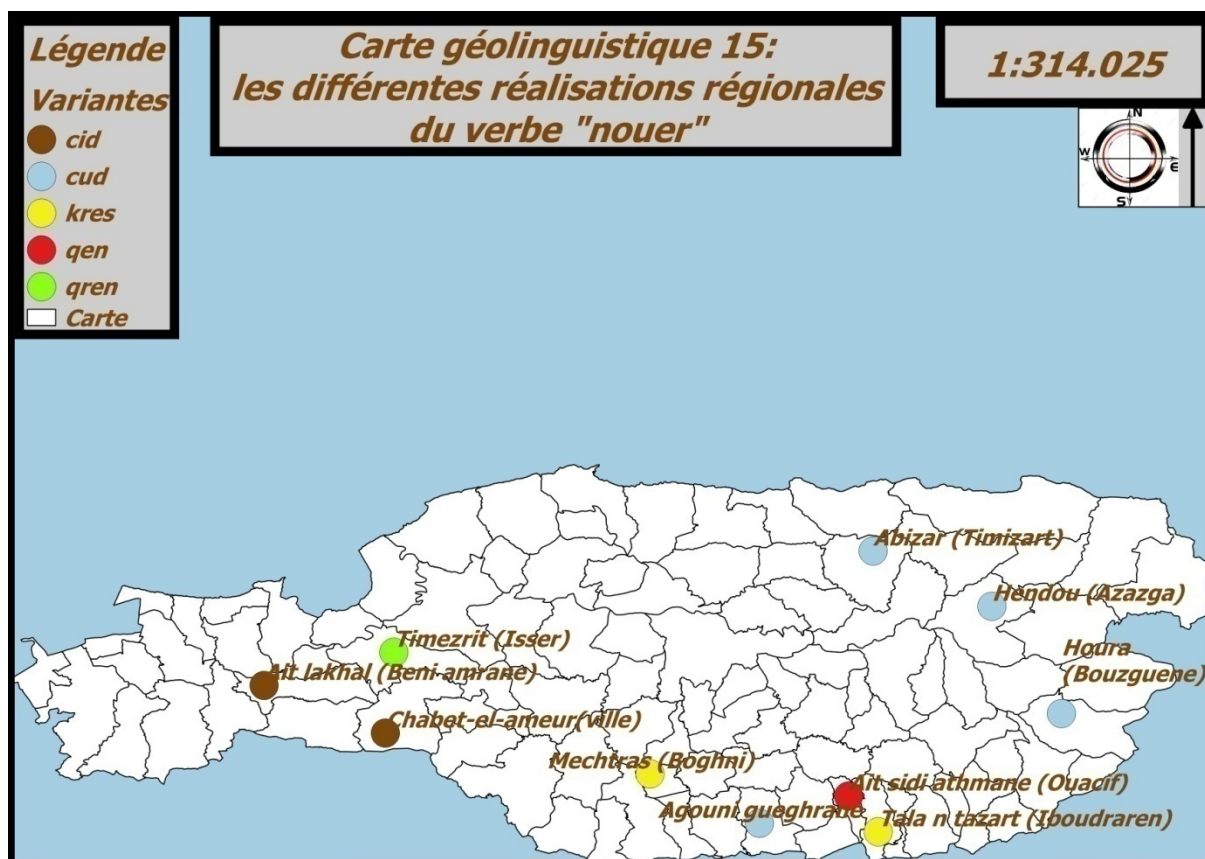 Légende
Variantes
cid
cud
kres
qen
qren
Carte
Carte géolinguistique 15:
les différentes réalisations régionales
du verbe "nouer"
1:314.025
N
W
E
S
Abizar (Timizart)
Hendou (Azazga)
Houra
(Bouzguene)
Timezrit (Isser)
Ait lakhal (Beni amrane)
Chabet-el-ameur(ville)
Mechtras (Boghni)
Ait sidi athmane (Ouacif)
Agouni gueghrane
Tala n tazart (Iboudraren)